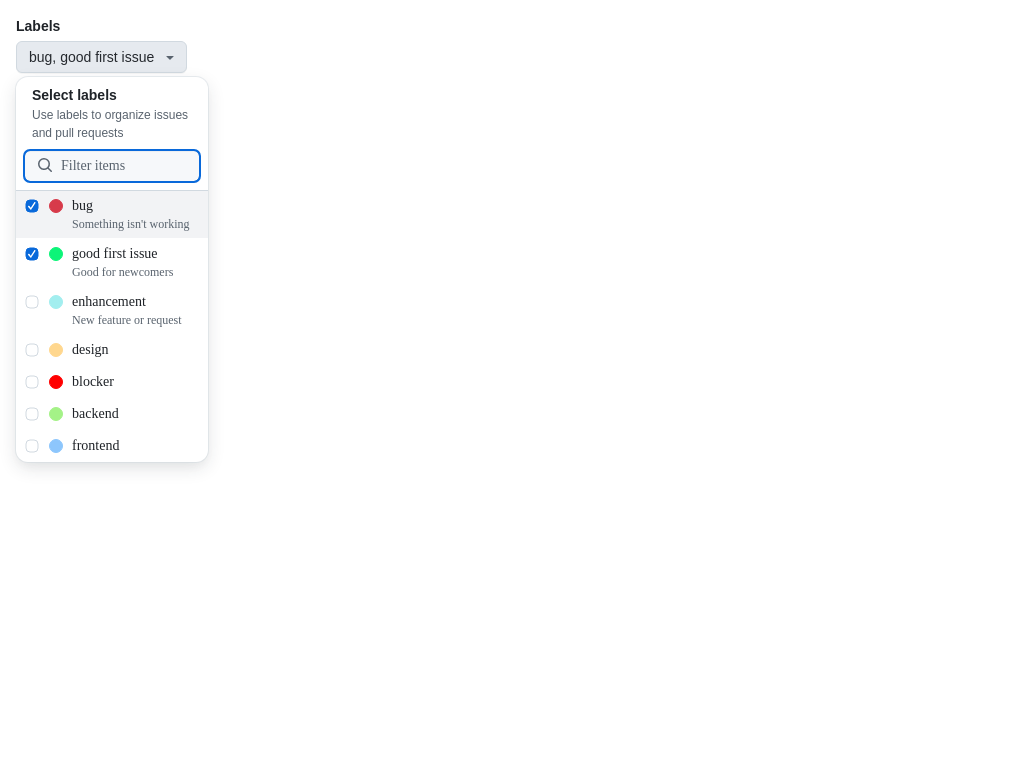 Labels
bug, good first issue
Select labels
Use labels to organize issues
and pull requests
Filter items
bug
Something isn't working
good first issue
Good for newcomers
enhancement
New feature or request
design
blocker
backend
frontend